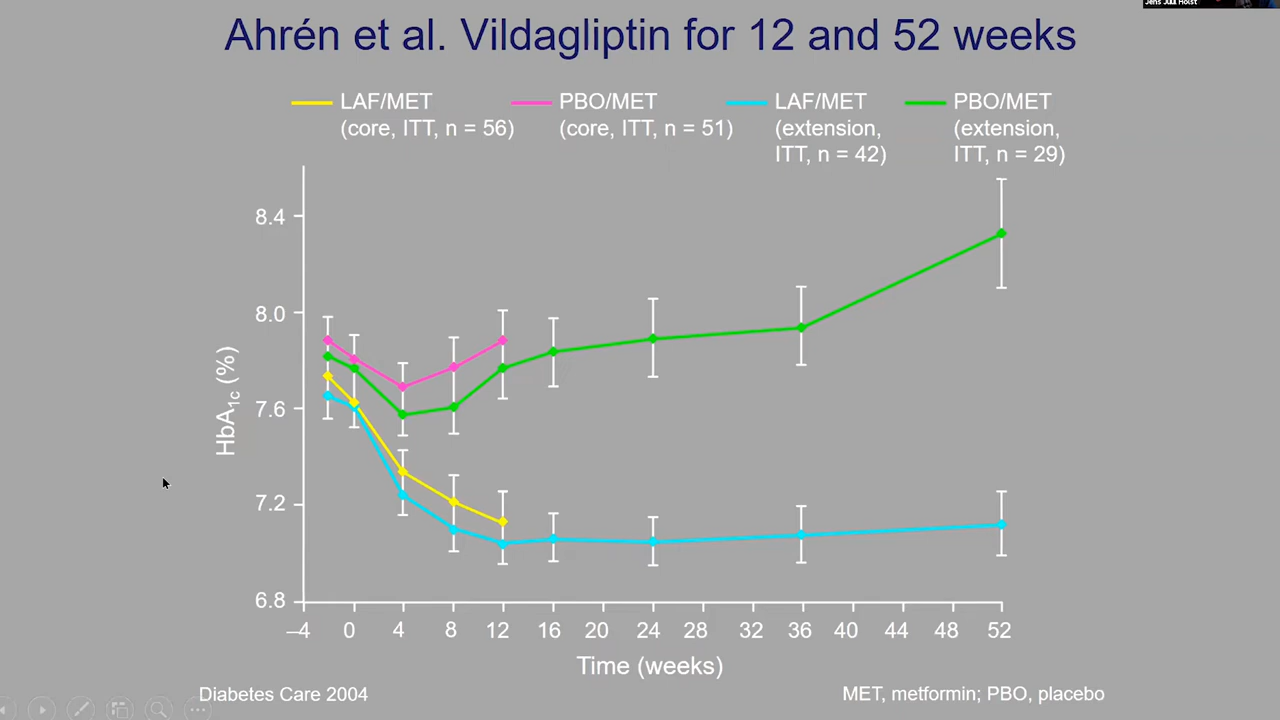 Jens Juul Holst
Ahrén et al. Vildagliptin for 12 and 52 weeks
LAF/MET
(core, ITT, n = 56)
PBO/MET
(core, ITT, n = 51)
LAF/MET
(extension,
ITT, n = 42)
PBO/MET
(extension,
ITT, n = 29)
HbA1c (%)
8.4
8.0
7.6
7.2
6.8
–4 0 4 8 12 16 20 24 28 32 36 40 44 48 52
Time (weeks)
Diabetes Care 2004
MET, metformin; PBO, placebo